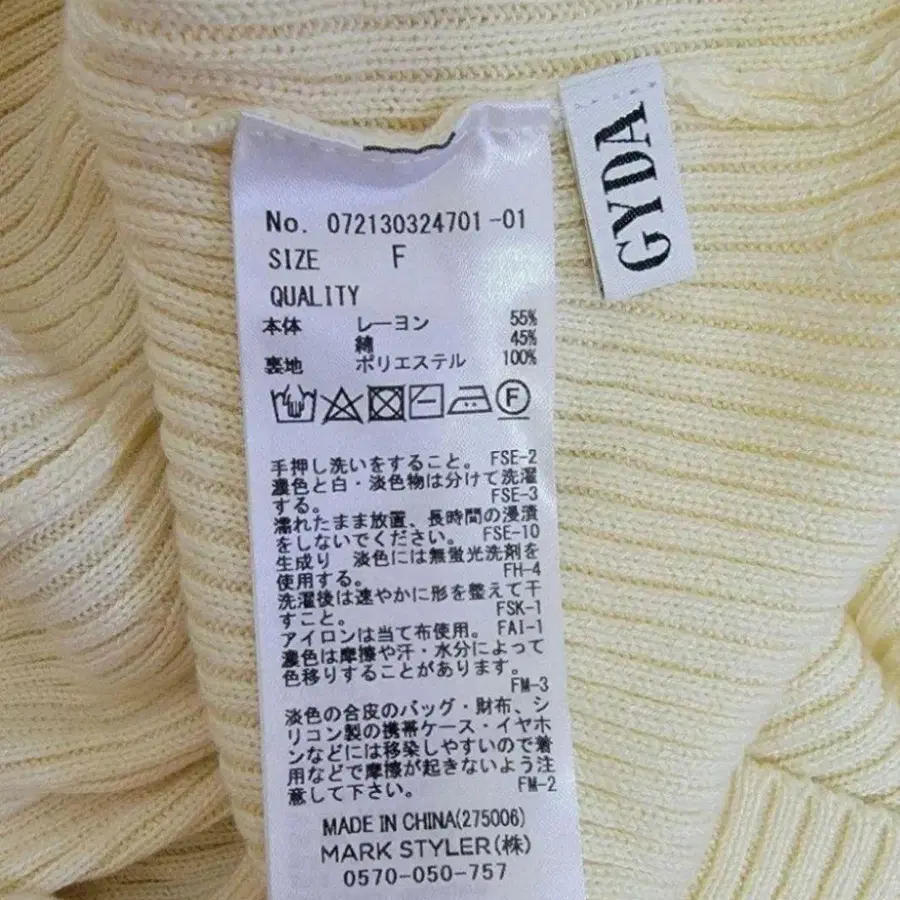 GYDA
No. 072130324701-01
SIZE F
QUALITY
本体 レーヨン 55%
綿 45%
裏地 ポリエステル 100%
F
手押し洗いをすること。 FSE-2
濃色と白・淡色物は分けて洗濯
する。 FSE-3
濡れたまま放置、長時間の浸漬
をしないでください。 FSE-10
生成り 淡色には無蛍光洗剤を
使用する。 FH-4
洗濯後は速やかに形を整えて干
すこと。 FSK-1
アイロンは当て布使用。 FAI-1
濃色は摩擦や汗・水分によって
色移りすることがあります。
FM-3
淡色の合皮のバッグ・財布、シ
リコン製の携帯ケース・イヤホ
ンなどには移染しやすいので着
用などで摩擦が起きないよう注
意して下さい。 FM-2
MADE IN CHINA(275006)
MARK STYLER(株)
0570-050-757